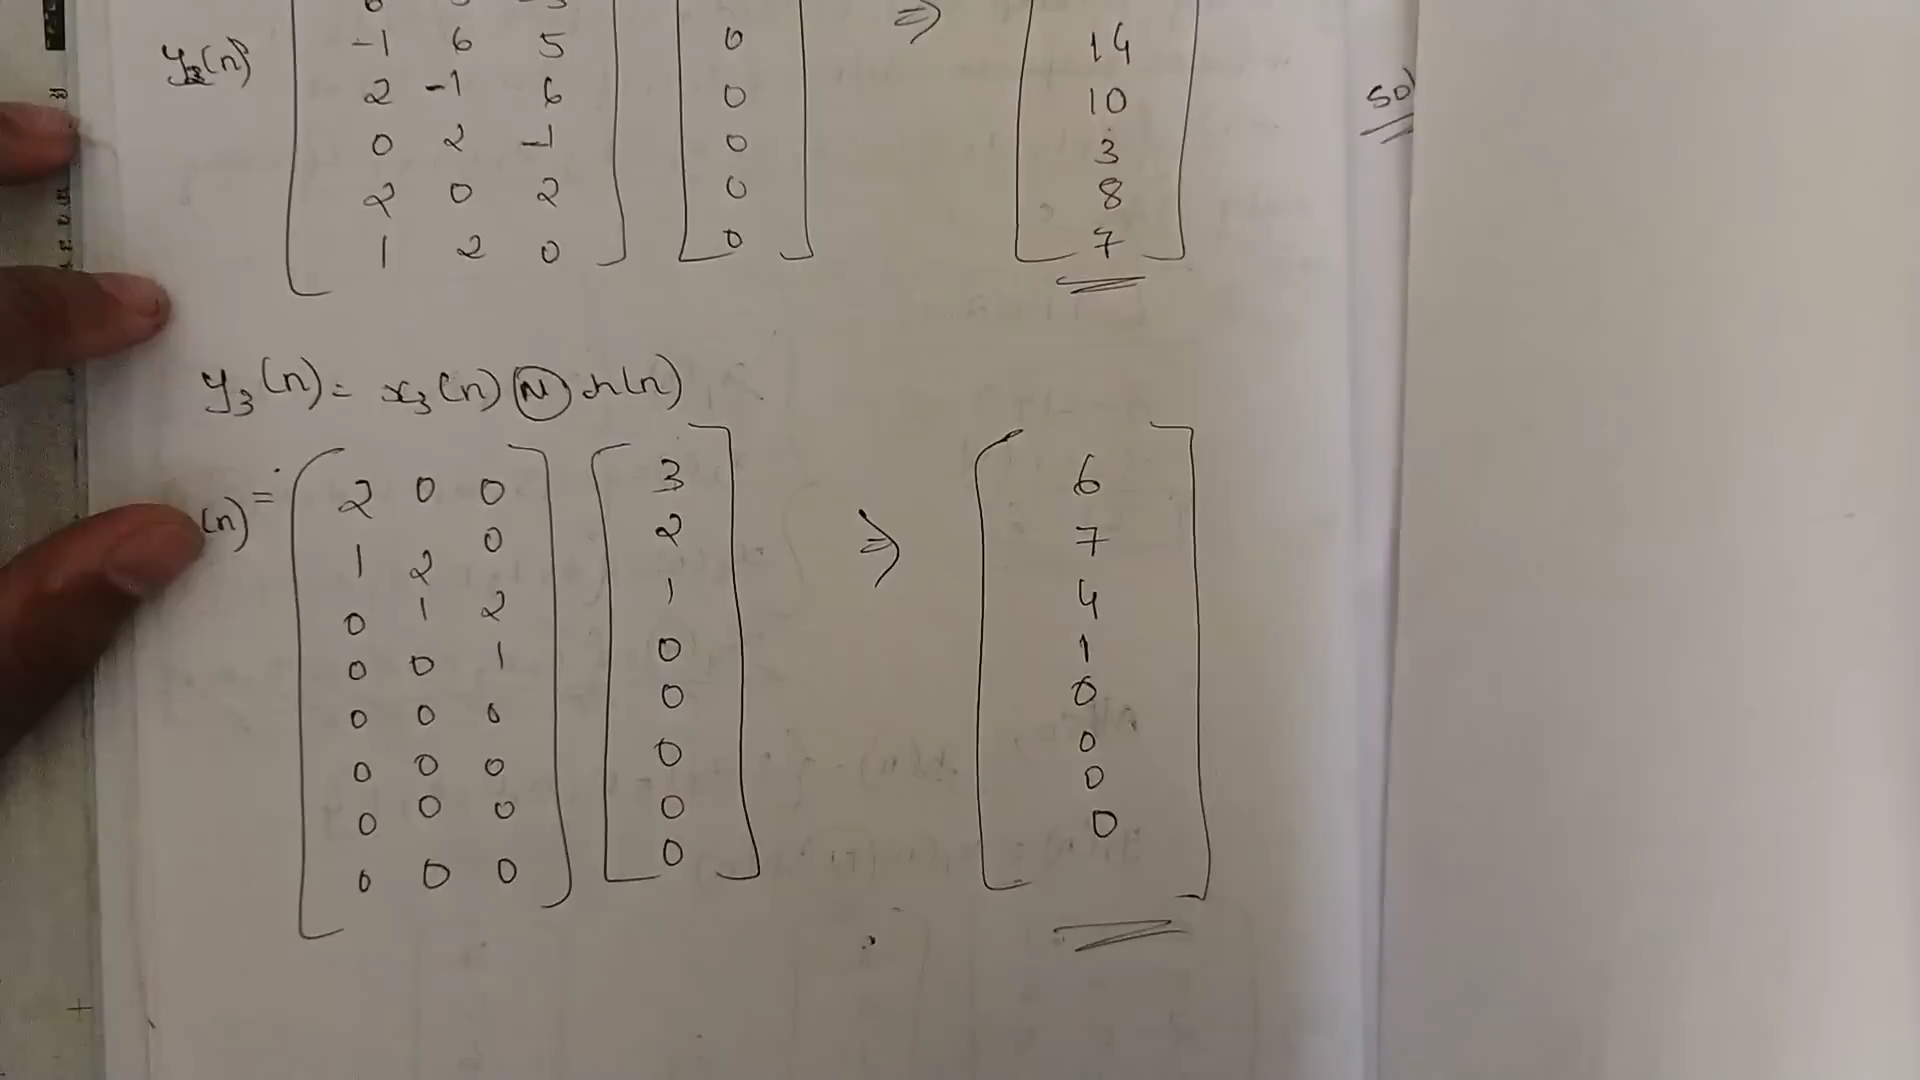 -1 6 5 0 ⇒ 14
y2(n) 2 -1 6 0 10 Sol
0 2 -1 0 3
2 0 2 0 8
1 2 0 0 7
y3(n) = x3(n) Ⓝ h(n)
(n) = 2 0 0 3 6
1 2 0 2 ⇒ 7
0 1 2 1 4
0 0 1 0 1
0 0 0 0 0
0 0 0 0 0
0 0 0 0 0
0 0 0 0 0